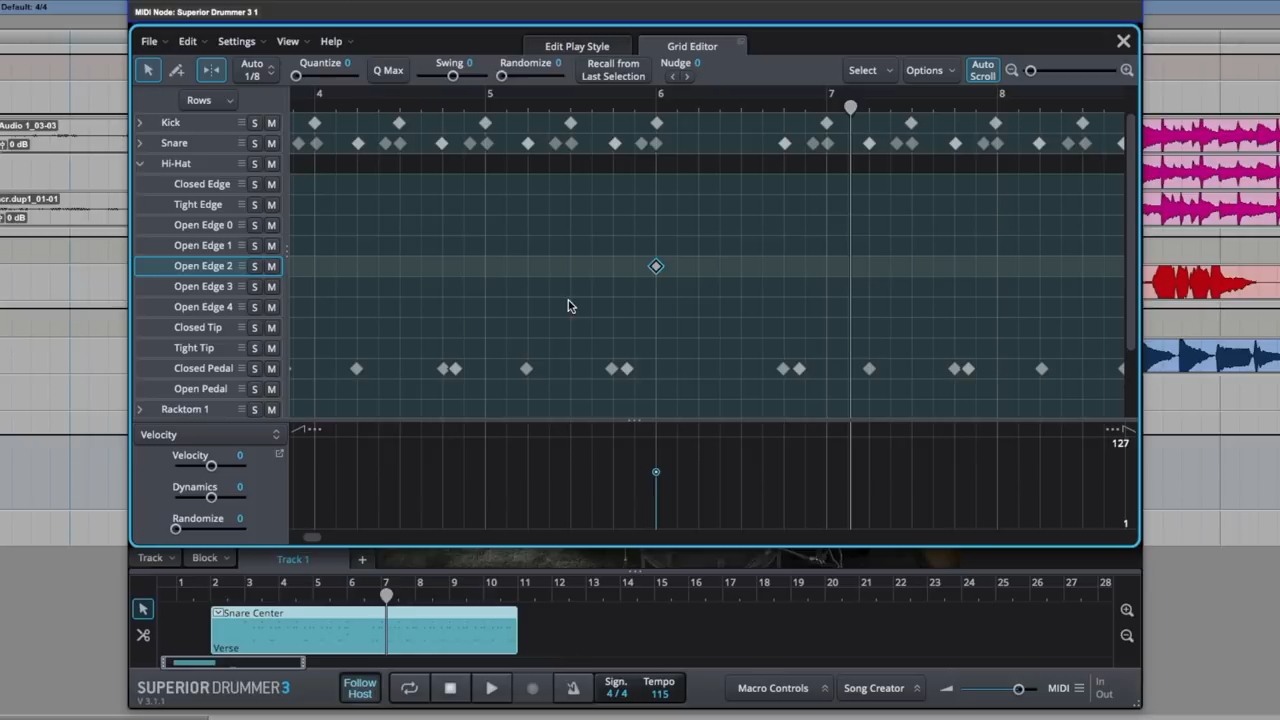 Default: 4/4
MIDI Node: Superior Drummer 3 1
File Edit Settings View Help
Edit Play Style
Grid Editor
Auto
1/8
Quantize 0
Q Max
Swing 0
Randomize 0
Recall from
Last Selection
Nudge
Select
Options
Auto
Scroll
Rows
4 5 6 7 8
Audio 1_03-03
0 dB
cr.dup1_01-01
0 dB
Kick S M
Snare S M
Hi-Hat S M
Closed Edge S M
Tight Edge S M
Open Edge 0 S M
Open Edge 1 S M
Open Edge 2 S M
Open Edge 3 S M
Open Edge 4 S M
Closed Tip S M
Tight Tip S M
Closed Pedal S M
Open Pedal S M
Racktom 1 S M
Velocity
127
Velocity 0
Dynamics 0
Randomize 0
1
Track Block Track 1 +
1 2 3 4 5 6 7 8 9 10 11 12 13 14 15 16 17 18 19 20 21 22 23 24 25 26 27 28
Snare Center
Verse
SUPERIOR DRUMMER 3
V 3.1.1
Follow
Host
Sign.
4/4
Tempo
115
Macro Controls
Song Creator
MIDI
In
Out